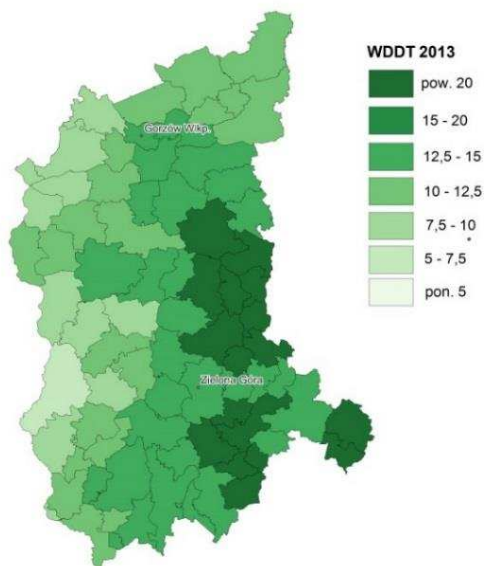 WDDT 2013
pow. 20
15 - 20
12,5 - 15
10 - 12,5
7,5 - 10
5 - 7,5
pon. 5
Gorzów Wlkp.
Zielona Góra